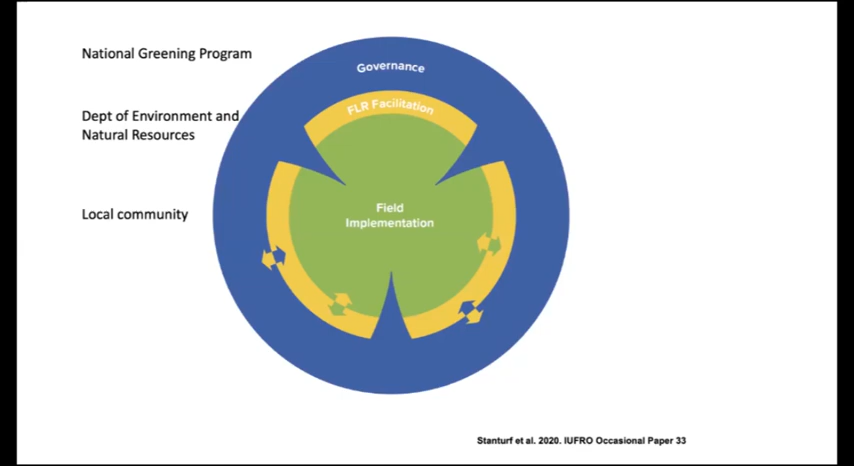 National Greening Program
Governance
FLR Facilitation
Dept of Environment and
Natural Resources
Local community
Field
Implementation
Stanturf et al. 2020. IUFRO Occasional Paper 33